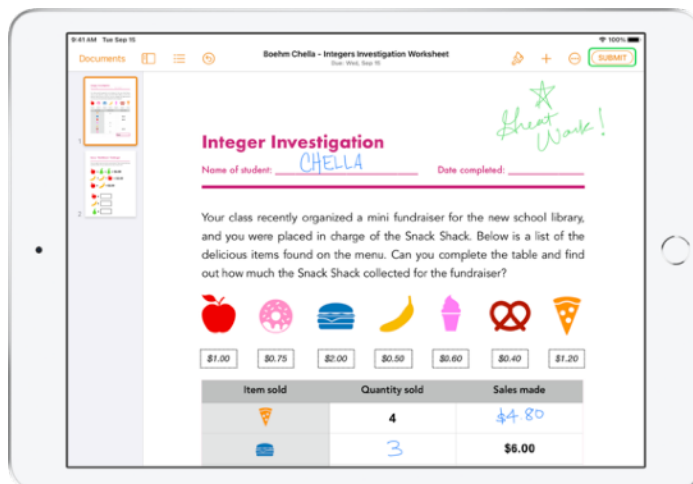 9:41 AM Tue Sep 15
100%
Documents
Boehm Chella - Integers Investigation Worksheet
Due: Wed, Sep 16
SUBMIT
Great
Work!
1
2
Integer Investigation
Name of student: CHELLA Date completed:
Your class recently organized a mini fundraiser for the new school library,
and you were placed in charge of the Snack Shack. Below is a list of the
delicious items found on the menu. Can you complete the table and find
out how much the Snack Shack collected for the fundraiser?
$1.00 $0.75 $2.00 $0.50 $0.60 $0.40 $1.20
Item sold Quantity sold Sales made
4 $4.80
3 $6.00